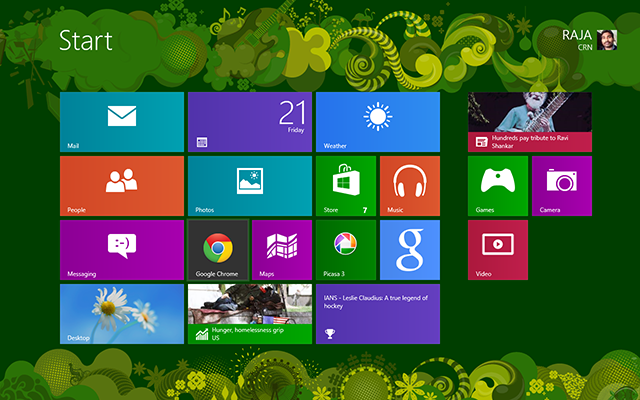 Start
RAJA
CRN
Mail
21
Friday
Weather
Hundreds pay tribute to Ravi
Shankar
People
Photos
Store
7
Music
Games
Camera
Messaging
:-)
Google Chrome
Maps
Picasa 3
g
Video
Desktop
Hunger, homelessness grip
US
IANS - Leslie Claudius: A true legend of
hockey